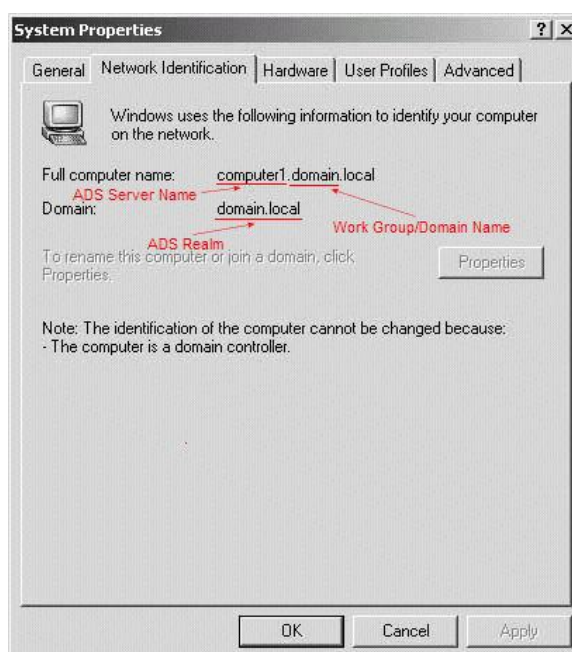 System Properties ? X
General Network Identification Hardware User Profiles Advanced
Windows uses the following information to identify your computer
on the network.
Full computer name: computer1.domain.local
ADS Server Name
Domain: domain.local
Work Group/Domain Name
ADS Realm
To rename this computer or join a domain, click
Properties.
Properties
Note: The identification of the computer cannot be changed because:
- The computer is a domain controller.
OK Cancel Apply